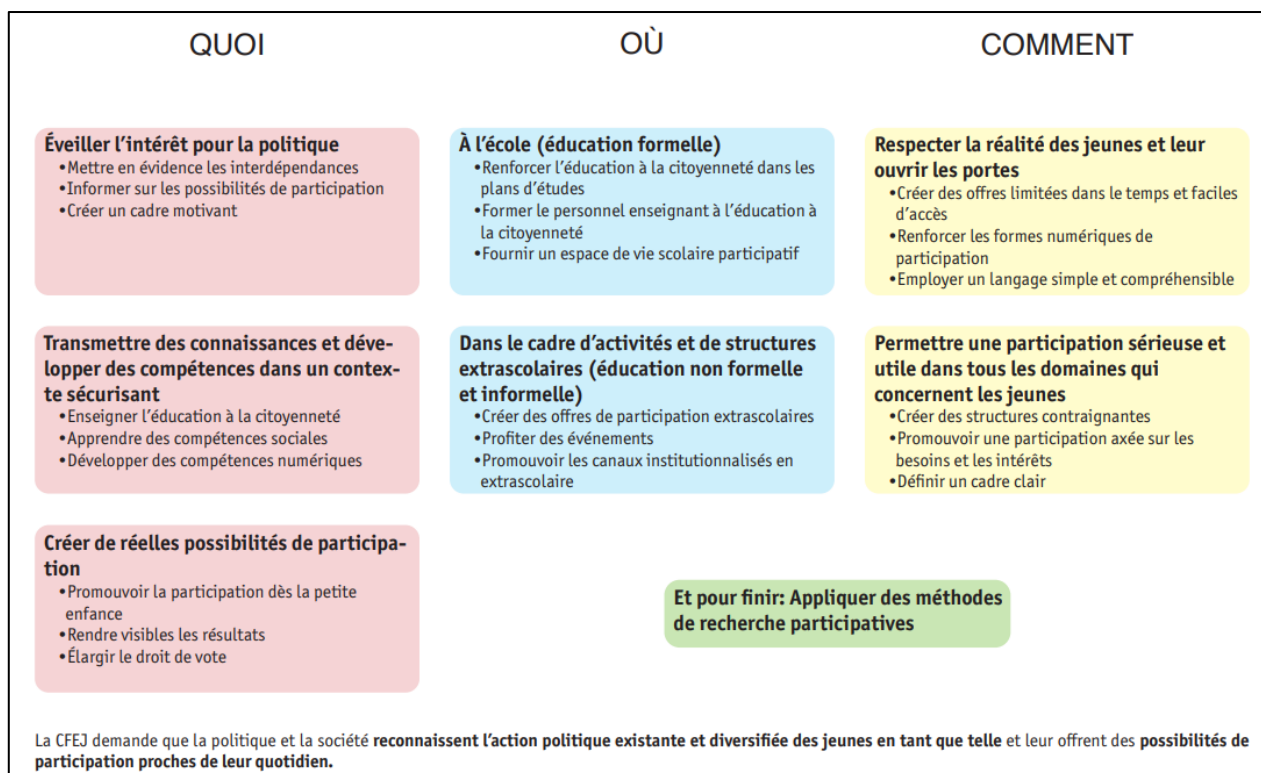 QUOI
Éveiller l’intérêt pour la politique
•Mettre en évidence les interdépendances
•Informer sur les possibilités de participation
•Créer un cadre motivant
Transmettre des connaissances et déve-
lopper des compétences dans un contex-
te sécurisant
•Enseigner l’éducation à la citoyenneté
•Apprendre des compétences sociales
•Développer des compétences numériques
Créer de réelles possibilités de participa-
tion
•Promouvoir la participation dès la petite
enfance
•Rendre visibles les résultats
•Élargir le droit de vote
OÙ
À l’école (éducation formelle)
•Renforcer l’éducation à la citoyenneté dans les
plans d’études
•Former le personnel enseignant à l’éducation à
la citoyenneté
•Fournir un espace de vie scolaire participatif
Dans le cadre d’activités et de structures
extrascolaires (éducation non formelle
et informelle)
•Créer des offres de participation extrascolaires
•Profiter des événements
•Promouvoir les canaux institutionnalisés en
extrascolaire
COMMENT
Respecter la réalité des jeunes et leur
ouvrir les portes
•Créer des offres limitées dans le temps et faciles
d’accès
•Renforcer les formes numériques de
participation
•Employer un langage simple et compréhensible
Permettre une participation sérieuse et
utile dans tous les domaines qui
concernent les jeunes
•Créer des structures contraignantes
•Promouvoir une participation axée sur les
besoins et les intérêts
•Définir un cadre clair
Et pour finir: Appliquer des méthodes
de recherche participatives
La CFEJ demande que la politique et la société reconnaissent l’action politique existante et diversifiée des jeunes en tant que telle et leur offrent des possibilités de
participation proches de leur quotidien.